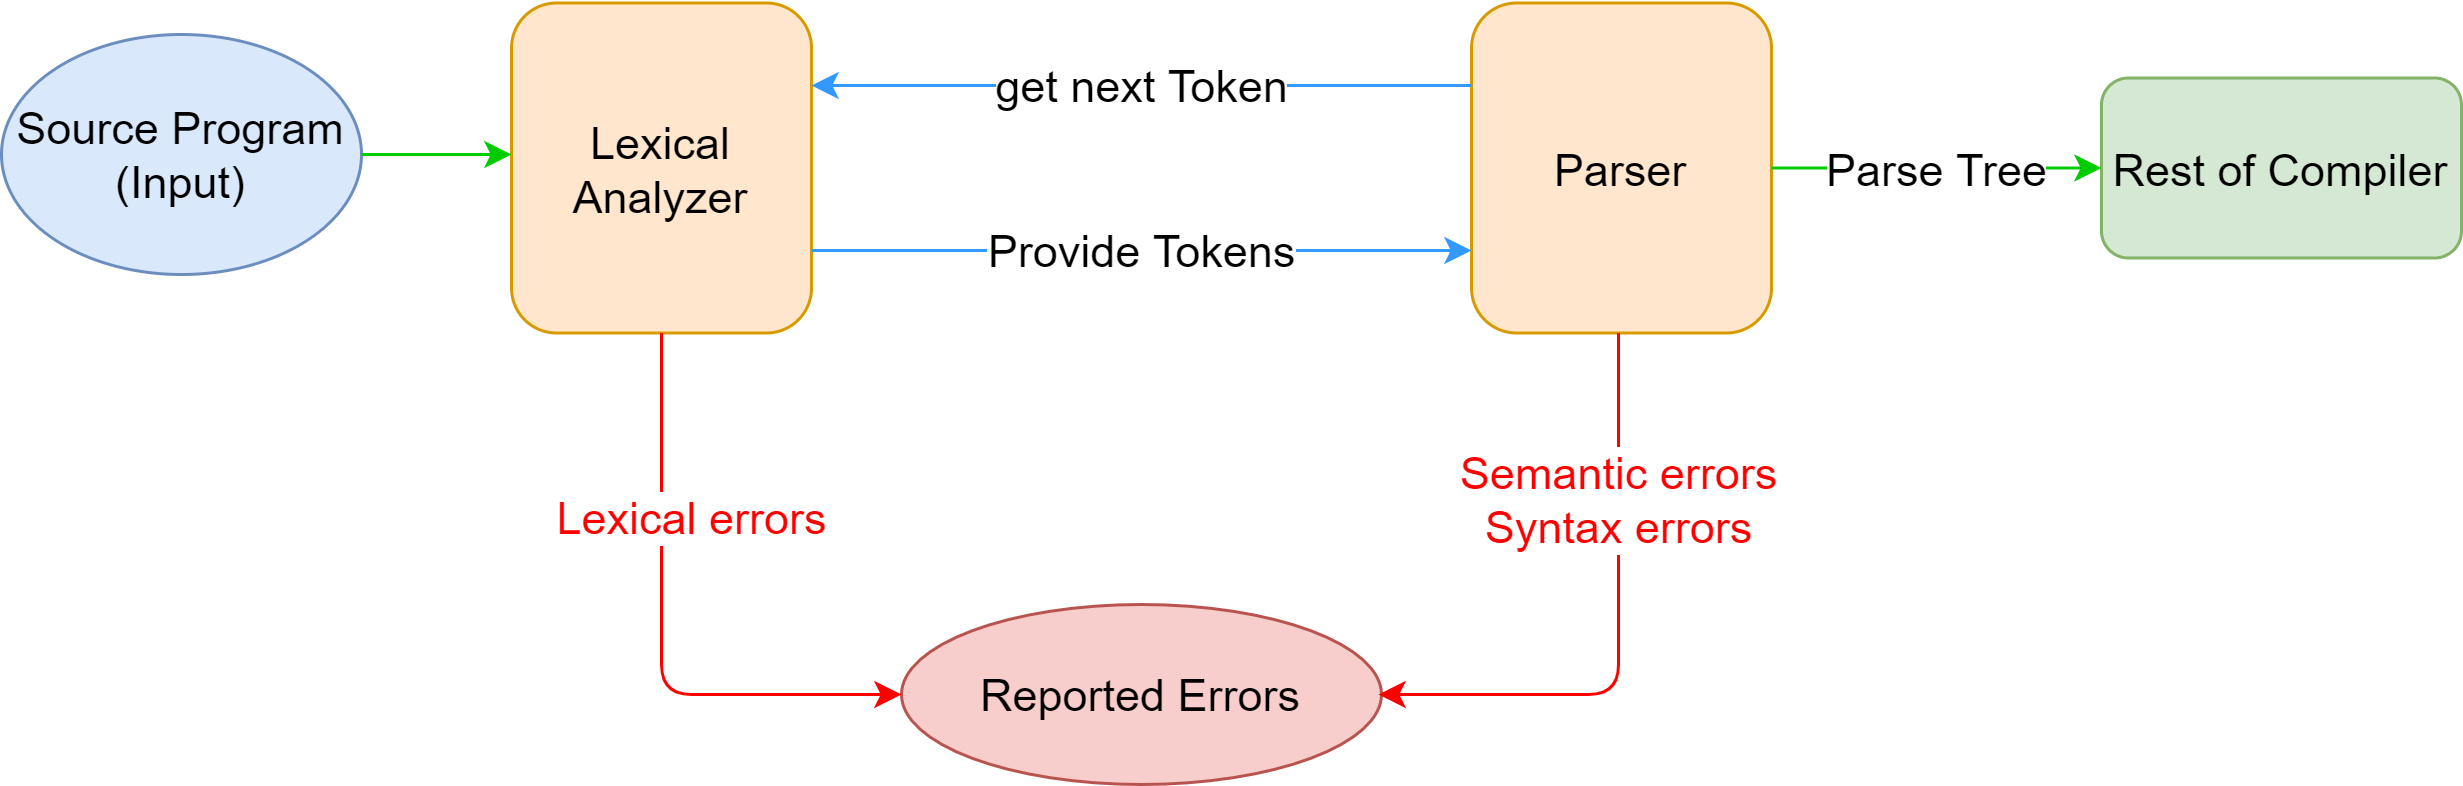 Source Program
(Input)
Lexical
Analyzer
get next Token
Provide Tokens
Parser
Parse Tree
Rest of Compiler
Lexical errors
Semantic errors
Syntax errors
Reported Errors